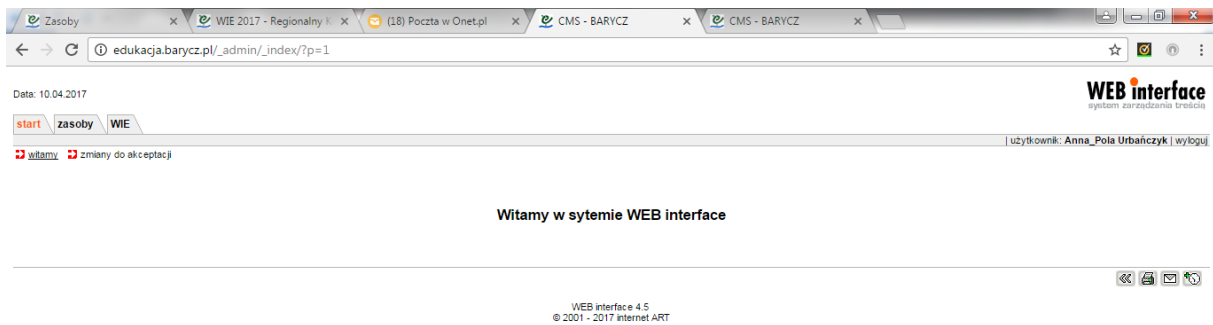 Zasoby
WIE 2017 - Regionalny K
(18) Poczta w Onet.pl
CMS - BARYCZ
CMS - BARYCZ
edukacja.barycz.pl/_admin/_index/?p=1
Data: 10.04.2017
WEB interface
system zarządzania treścią
start zasoby WIE
| użytkownik: Anna_Pola Urbańczyk | wyloguj
witamy zmiany do akceptacji
Witamy w sytemie WEB interface
WEB interface 4.5
© 2001 - 2017 internet ART